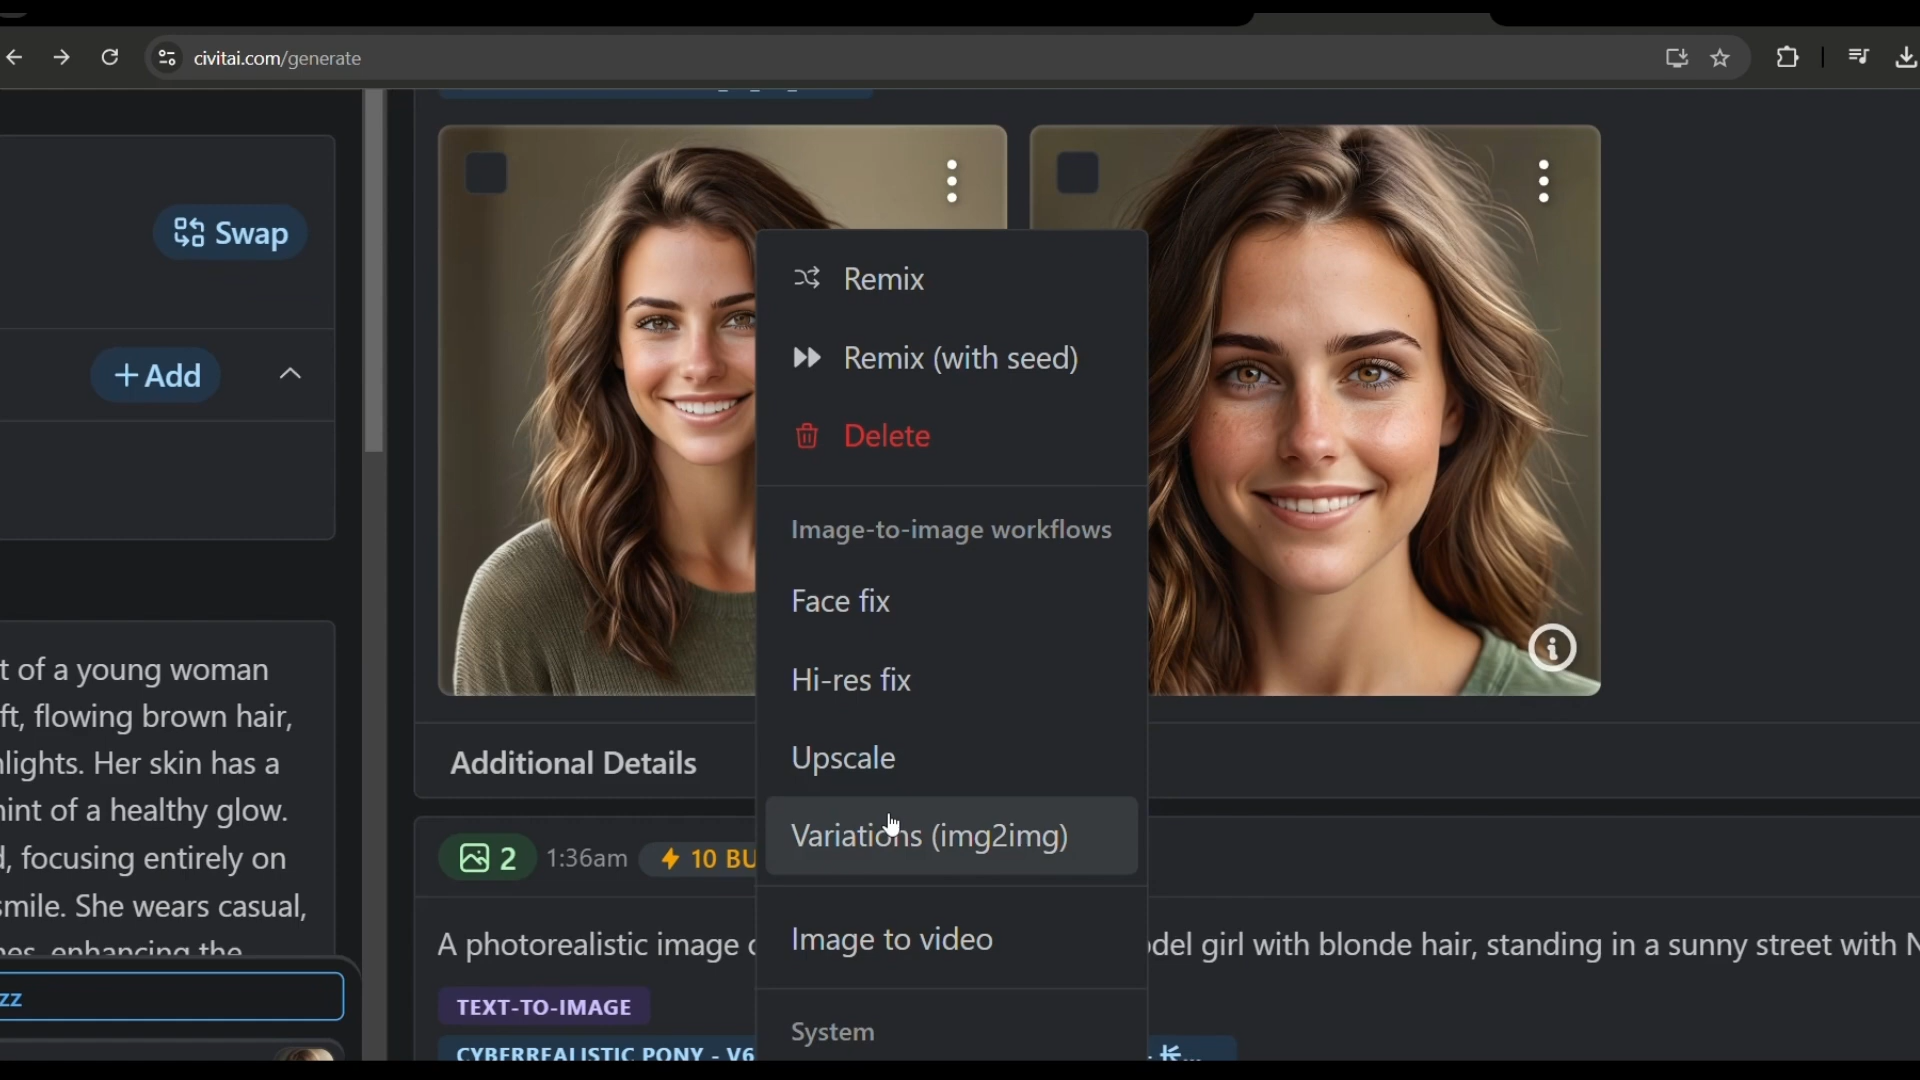 civitai.com/generate
Swap
+ Add
t of a young woman
ft, flowing brown hair,
lights. Her skin has a
int of a healthy glow.
, focusing entirely on
smile. She wears casual,
enhancing the
zz
Remix
Remix (with seed)
Delete
Image-to-image workflows
Face fix
Hi-res fix
Upscale
Variations (img2img)
Image to video
System
Additional Details
2 1:36am 10 BU
A photorealistic image del girl with blonde hair, standing in a sunny street with N
TEXT-TO-IMAGE
CYBERREALISTIC PONY - V6